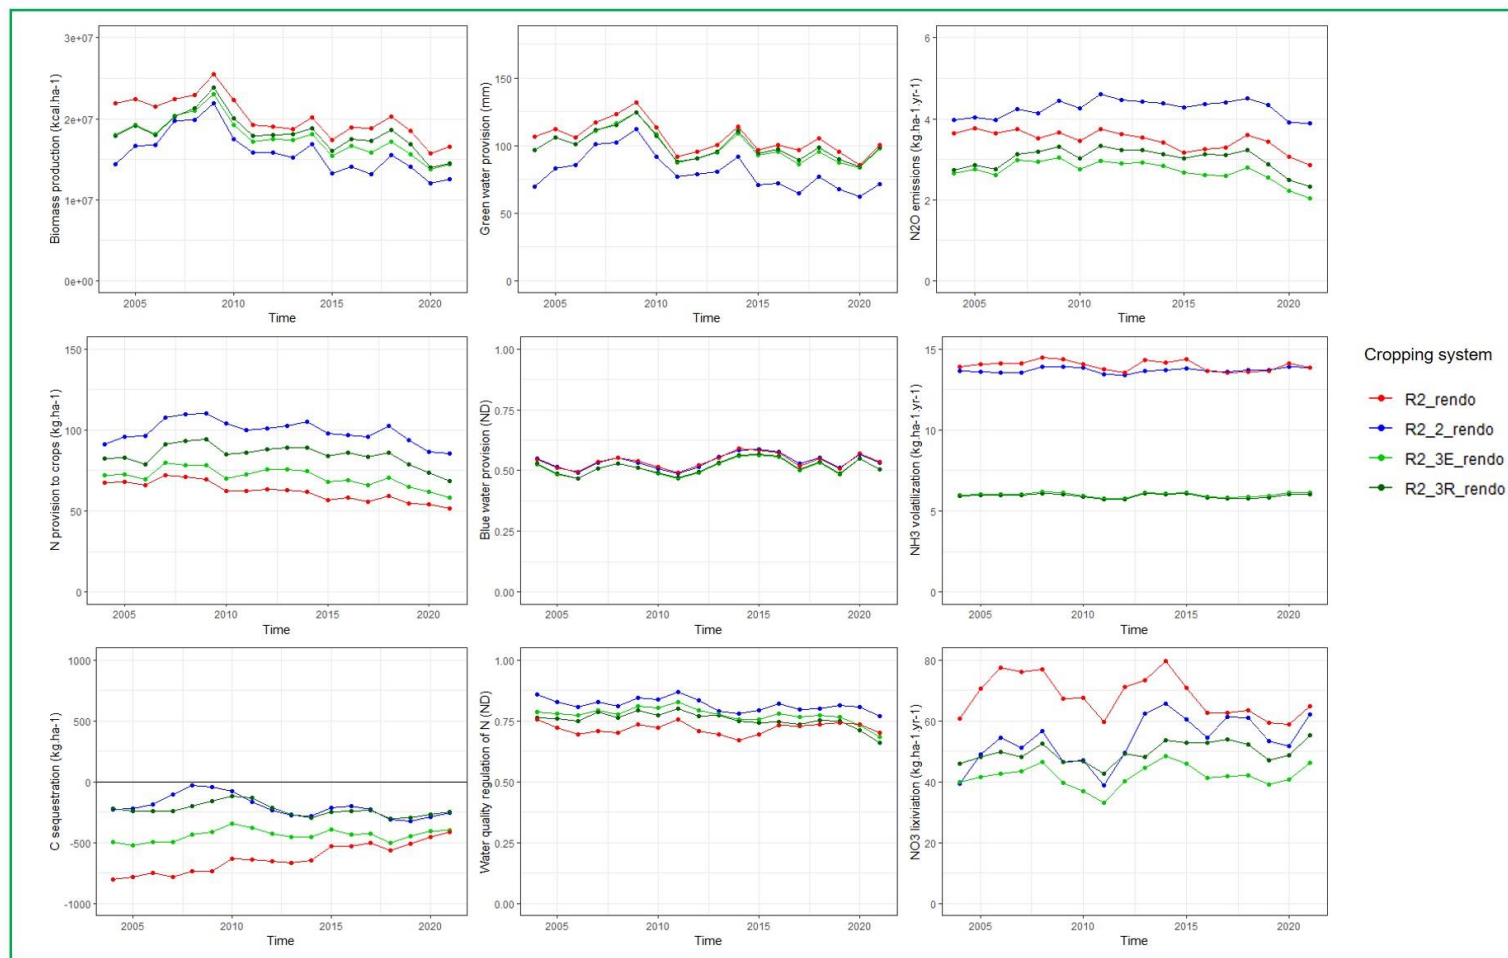 Biomass production (kcal.ha-1)
3e+07
2e+07
1e+07
0e+00
2005 2010 2015 2020
Time
Green water provision (mm)
150
100
50
0
2005 2010 2015 2020
Time
N2O emissions (kg.ha-1.yr-1)
6
4
2
0
2005 2010 2015 2020
Time
N provision to crops (kg.ha-1)
150
100
50
0
2005 2010 2015 2020
Time
Blue water provision (ND)
1.00
0.75
0.50
0.25
0.00
2005 2010 2015 2020
Time
NH3 volatilization (kg.ha-1.yr-1)
15
10
5
0
2005 2010 2015 2020
Time
C sequestration (kg.ha-1)
1000
500
0
-500
-1000
2005 2010 2015 2020
Time
Water quality regulation of N (ND)
1.00
0.75
0.50
0.25
0.00
2005 2010 2015 2020
Time
NO3 lixiviation (kg.ha-1.yr-1)
80
60
40
20
0
2005 2010 2015 2020
Time
Cropping system
R2_rendo
R2_2_rendo
R2_3E_rendo
R2_3R_rendo